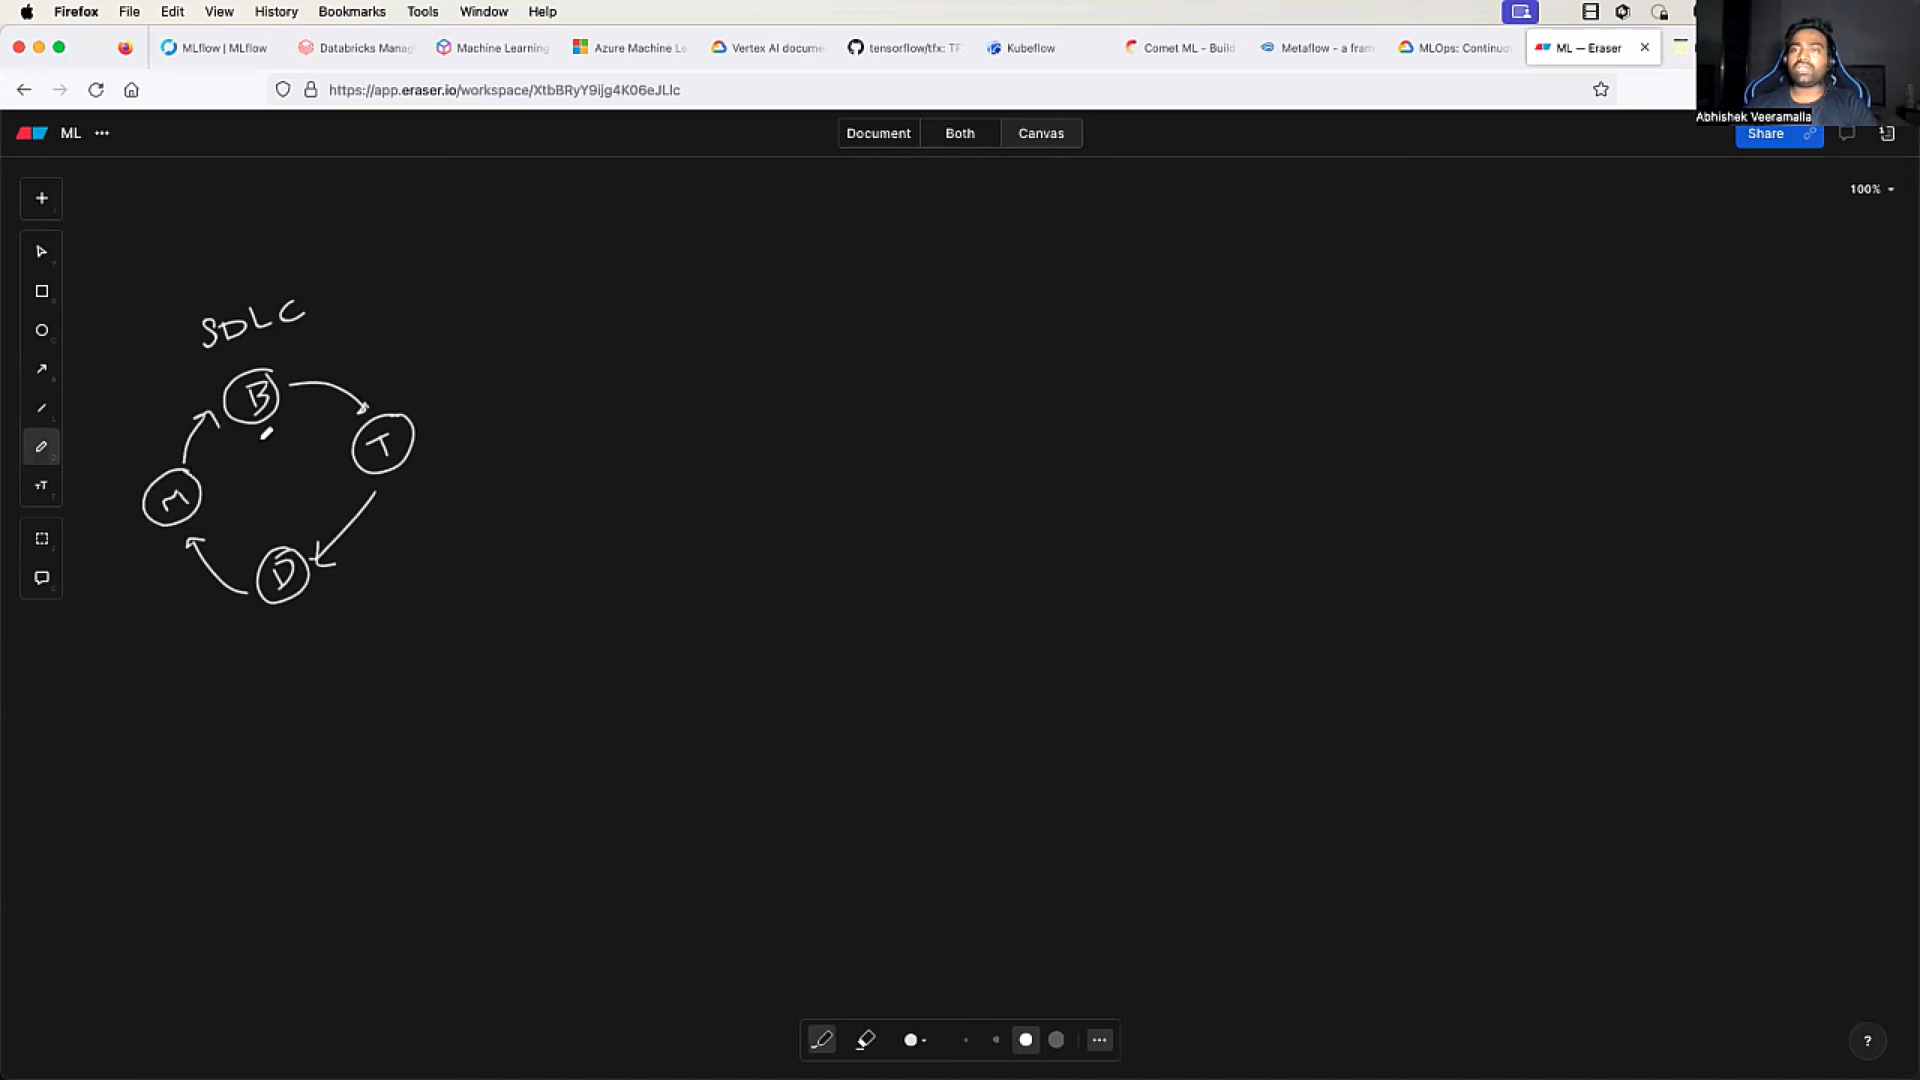 Firefox File Edit View History Bookmarks Tools Window Help
MLflow | MLflow Databricks Manag Machine Learning Azure Machine Le Vertex AI docume tensorflow/tfx: TF Kubeflow Comet ML - Build Metaflow - a fram MLOps: Continuo ML — Eraser
https://app.eraser.io/workspace/XtbBRyY9ijg4K06eJLlc
Abhishek Veeramalla
ML ••• Document Both Canvas Share
100%
SDLC
B
T
M
D
?